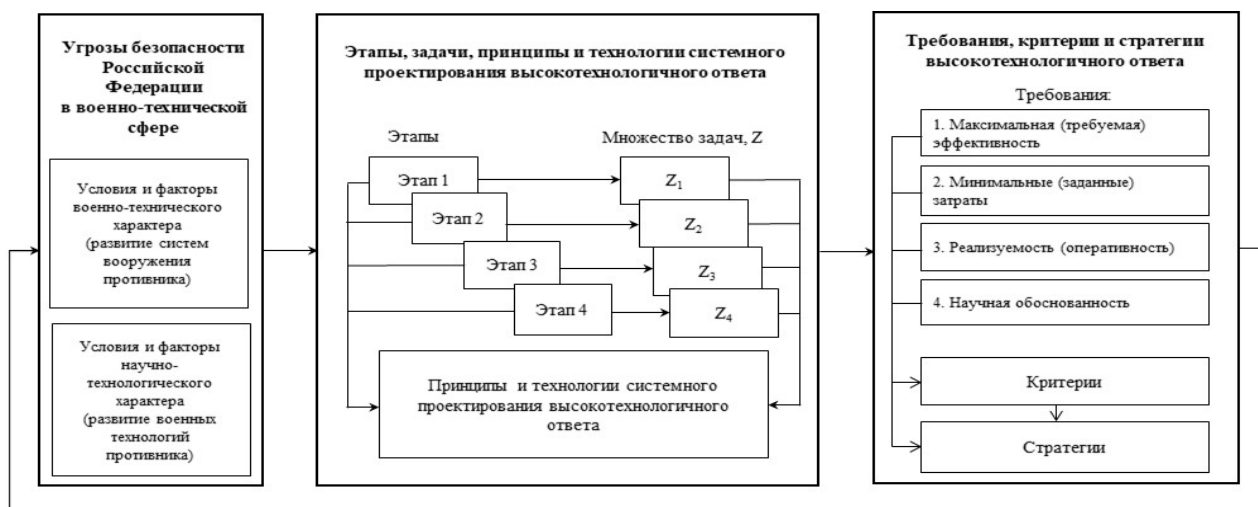 Угрозы безопасности
Российской
Федерации
в военно-технической
сфере
Условия и факторы
военно-технического
характера
(развитие систем
вооружения
противника)
Условия и факторы
научно-
технологического
характера
(развитие военных
технологий
противника)
Этапы, задачи, принципы и технологии системного
проектирования высокотехнологичного ответа
Этапы
Множество задач, Z
Этап 1
Z₁
Этап 2
Z₂
Этап 3
Z₃
Этап 4
Z₄
Принципы и технологии системного
проектирования высокотехнологичного
ответа
Требования, критерии и стратегии
высокотехнологичного ответа
Требования:
1. Максимальная (требуемая)
эффективность
2. Минимальные (заданные)
затраты
3. Реализуемость (оперативность)
4. Научная обоснованность
Критерии
Стратегии